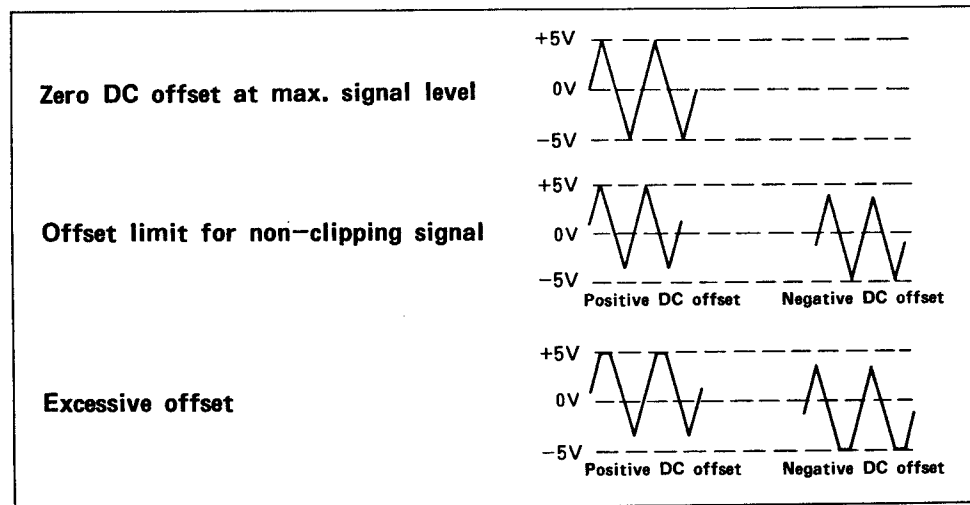 +5V
Zero DC offset at max. signal level
0V
−5V
+5V
Offset limit for non−clipping signal
0V
−5V
Positive DC offset
Negative DC offset
+5V
Excessive offset
0V
−5V
Positive DC offset
Negative DC offset